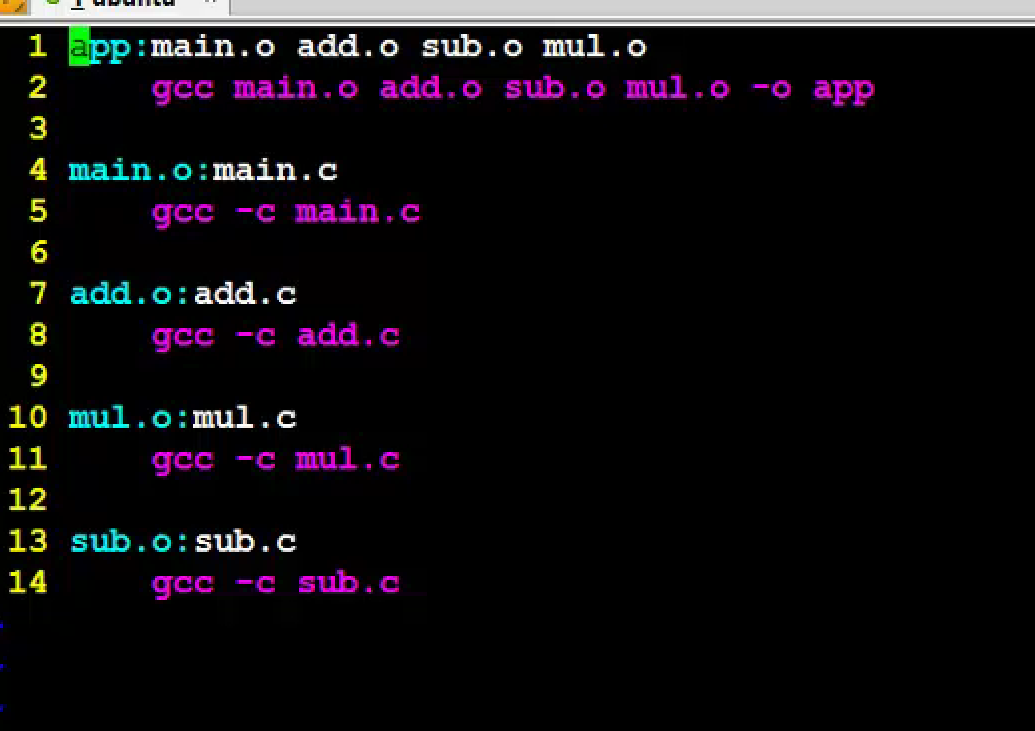 1 ubuntu
1 app:main.o add.o sub.o mul.o
2     gcc main.o add.o sub.o mul.o -o app
3
4 main.o:main.c
5     gcc -c main.c
6
7 add.o:add.c
8     gcc -c add.c
9
10 mul.o:mul.c
11     gcc -c mul.c
12
13 sub.o:sub.c
14     gcc -c sub.c